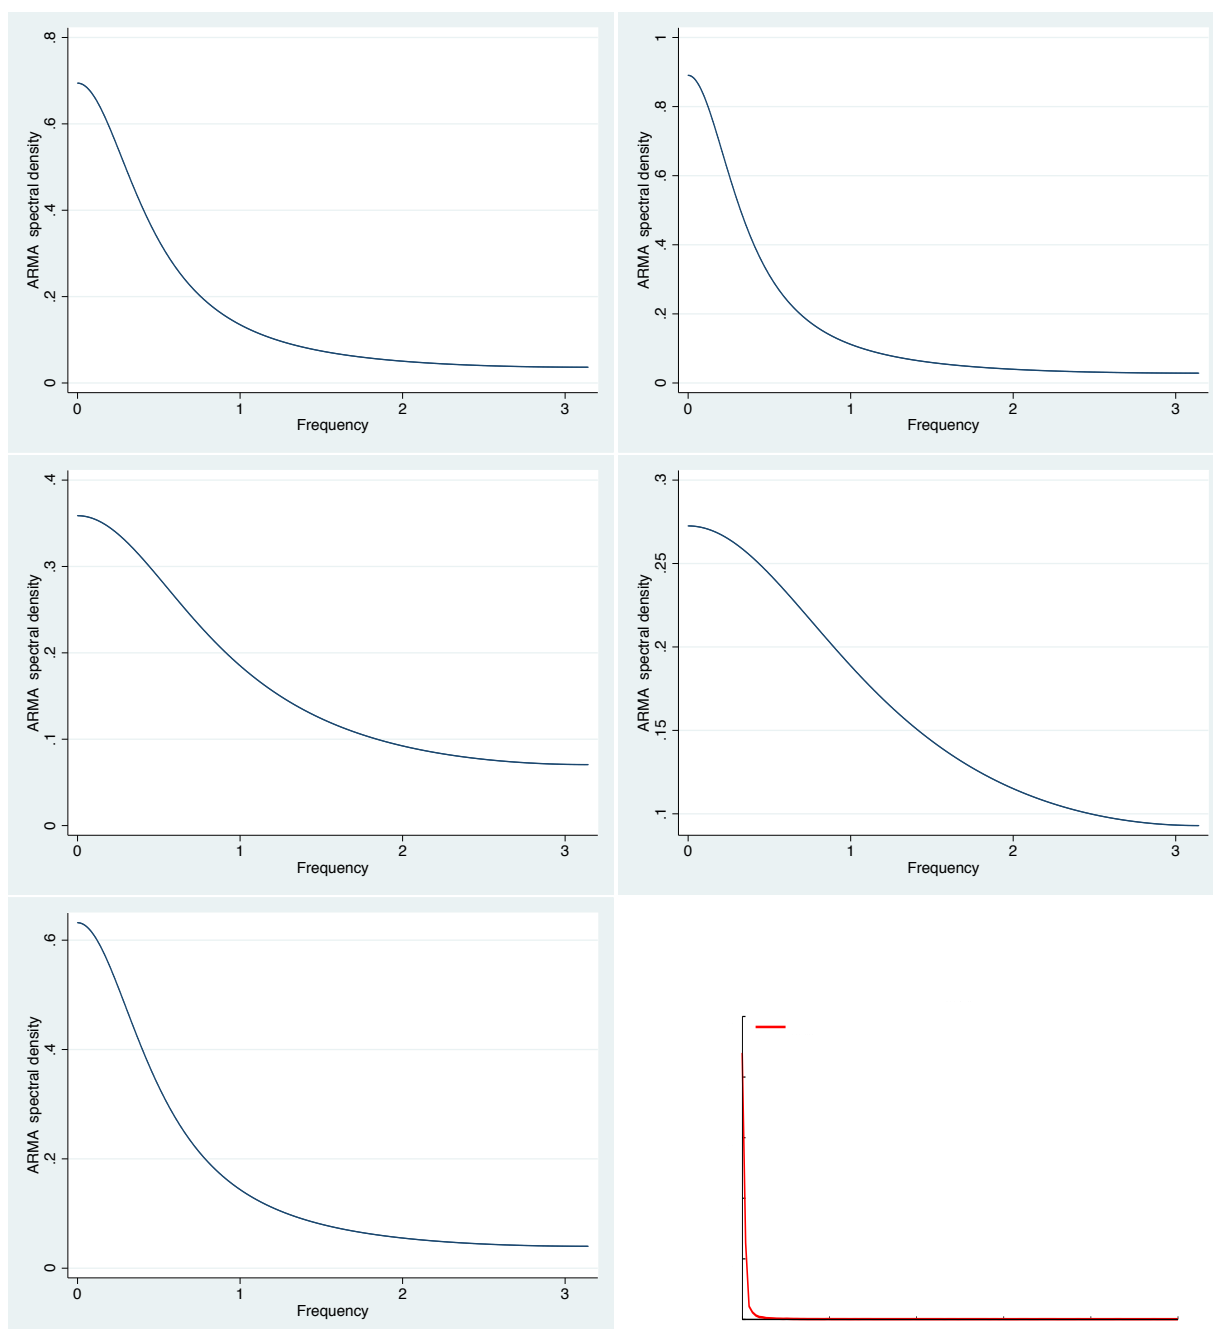 ARMA  spectral density
.8
.6
.4
.2
0
0 1 2 3
Frequency
ARMA  spectral density
1
.8
.6
.4
.2
0
0 1 2 3
Frequency
ARMA  spectral density
.4
.3
.2
.1
0
0 1 2 3
Frequency
ARMA  spectral density
.3
.25
.2
.15
.1
0 1 2 3
Frequency
ARMA  spectral density
.6
.4
.2
0
0 1 2 3
Frequency